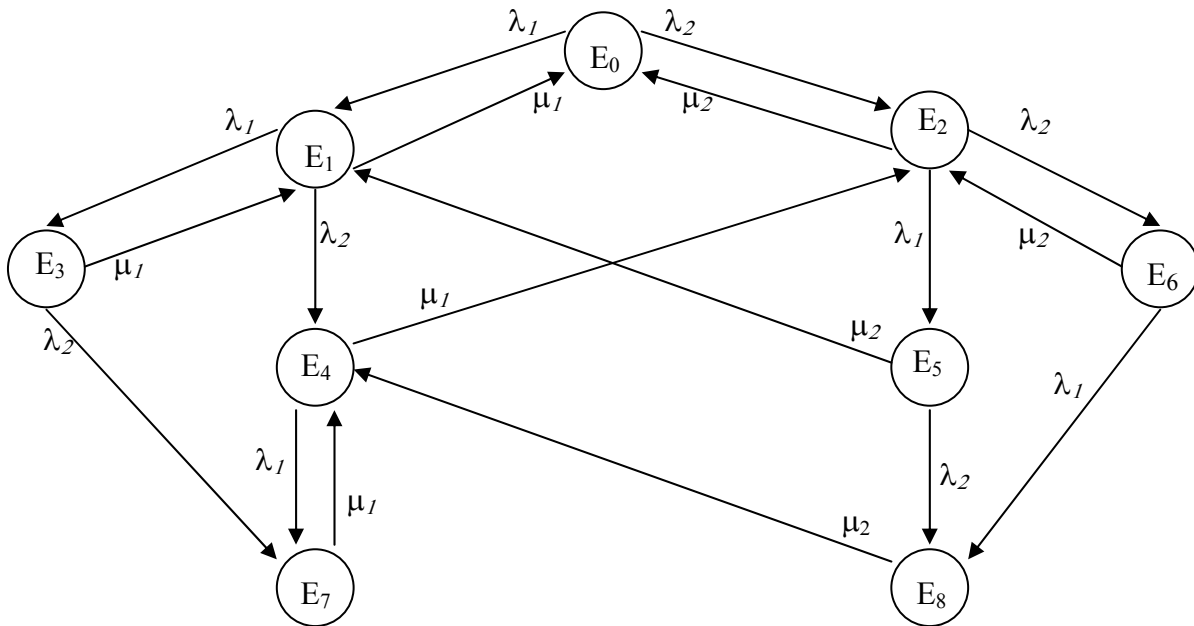 λ₁ E₀ λ₂
μ₁ μ₂
λ₁ E₁ E₂ λ₂
E₃ μ₁ λ₂ λ₁ μ₂ E₆
λ₂ μ₁ μ₂
E₄ E₅ λ₁
λ₁ μ₁ μ₂ λ₂
E₇ E₈